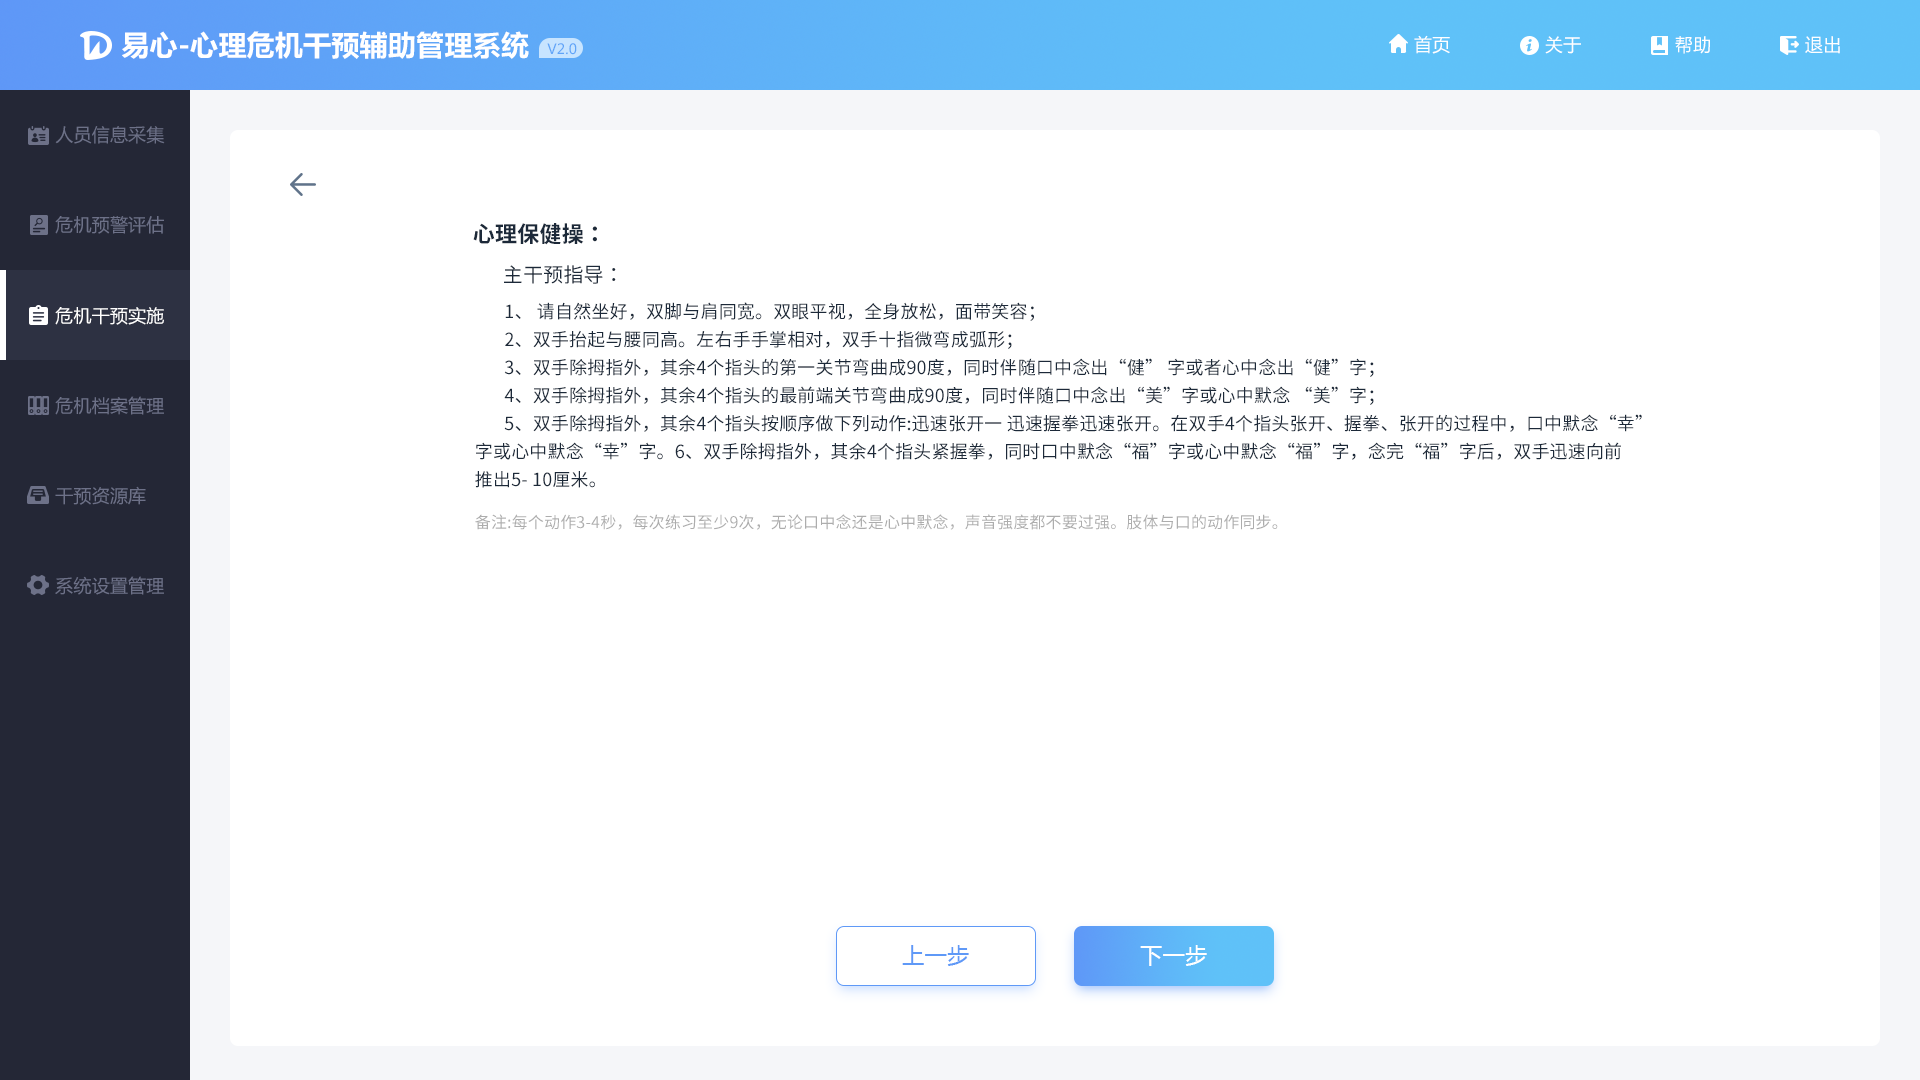 易心-心理危机干预辅助管理系统 V2.0
首页
关于
帮助
退出
人员信息采集
危机预警评估
危机干预实施
危机档案管理
干预资源库
系统设置管理
心理保健操：
主干预指导：
1、 请自然坐好，双脚与肩同宽。双眼平视，全身放松，面带笑容；
2、双手抬起与腰同高。左右手手掌相对，双手十指微弯成弧形；
3、双手除拇指外，其余4个指头的第一关节弯曲成90度，同时伴随口中念出“健” 字或者心中念出“健”字；
4、双手除拇指外，其余4个指头的最前端关节弯曲成90度，同时伴随口中念出“美”字或心中默念 “美”字；
5、双手除拇指外，其余4个指头按顺序做下列动作:迅速张开一 迅速握拳迅速张开。在双手4个指头张开、握拳、张开的过程中，口中默念“幸”
字或心中默念“幸”字。6、双手除拇指外，其余4个指头紧握拳，同时口中默念“福”字或心中默念“福”字，念完“福”字后，双手迅速向前
推出5- 10厘米。
备注:每个动作3-4秒，每次练习至少9次，无论口中念还是心中默念，声音强度都不要过强。肢体与口的动作同步。
上一步
下一步